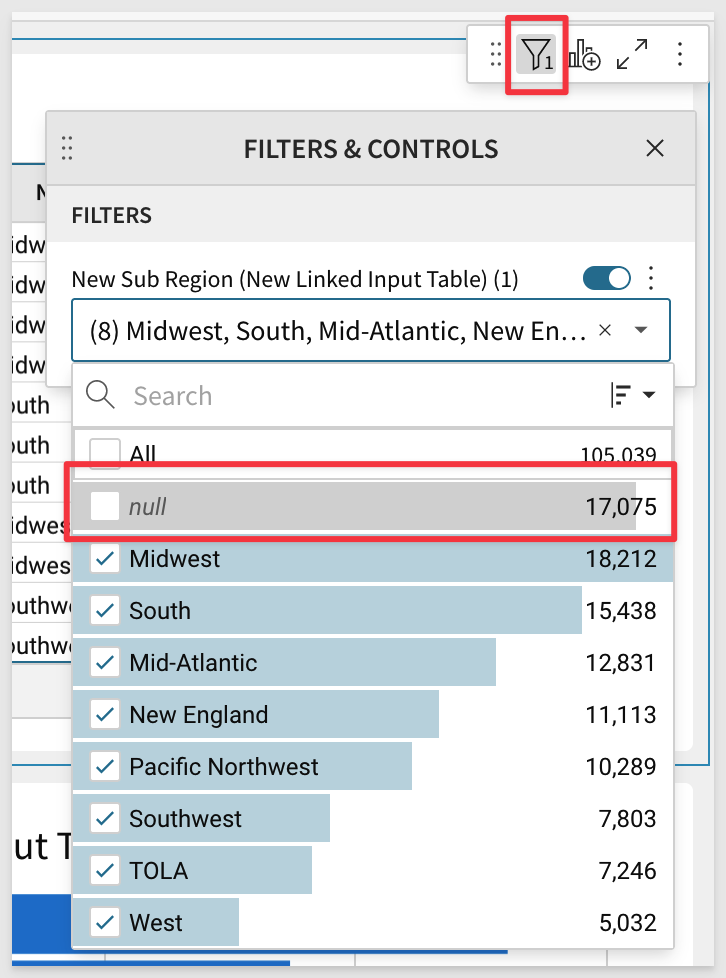 1
FILTERS & CONTROLS
N
FILTERS
idw
New Sub Region (New Linked Input Table) (1)
idw
(8) Midwest, South, Mid-Atlantic, New En…
idw
idw
Search
outh
outh
All 105,039
outh
null 17,075
idwes
Midwest 18,212
idwes
South 15,438
outhwe
Mid-Atlantic 12,831
outhwe
New England 11,113
Pacific Northwest 10,289
Southwest 7,803
ut T
TOLA 7,246
West 5,032